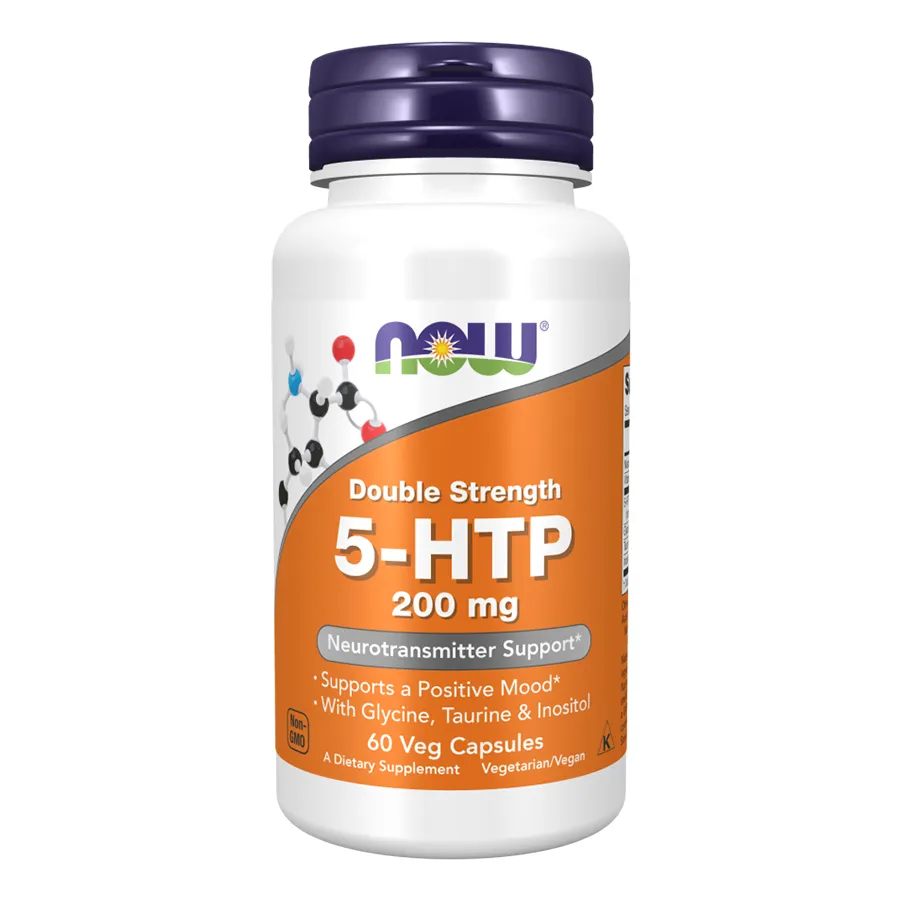 NOW®
Double Strength
5-HTP
200 mg
Neurotransmitter Support*
• Supports a Positive Mood*
• With Glycine, Taurine & Inositol
60 Veg Capsules
A Dietary Supplement Vegetarian/Vegan
Non-
GMO
K